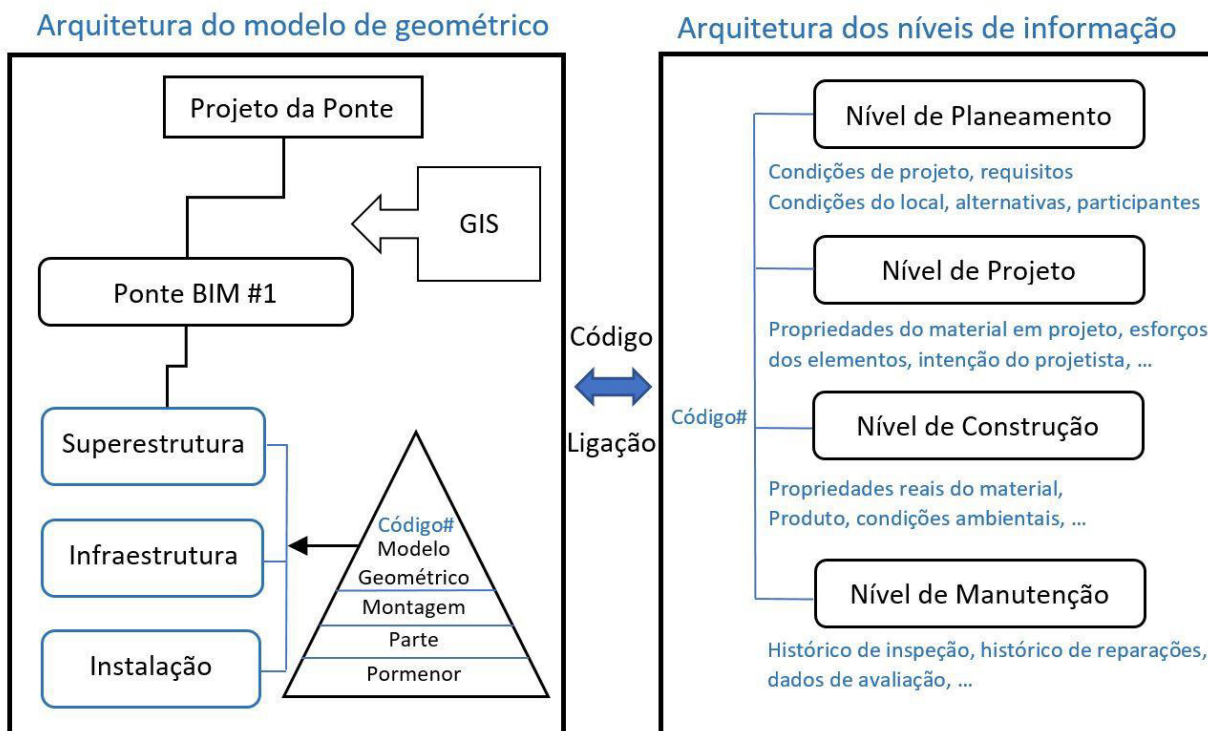 Arquitetura do modelo de geométrico
Projeto da Ponte
GIS
Ponte BIM #1
Superestrutura
Infraestrutura
Instalação
Código#
Modelo
Geométrico
Montagem
Parte
Pormenor
Código
Ligação
Arquitetura dos níveis de informação
Código#
Nível de Planeamento
Condições de projeto, requisitos
Condições do local, alternativas, participantes
Nível de Projeto
Propriedades do material em projeto, esforços
dos elementos, intenção do projetista, ...
Nível de Construção
Propriedades reais do material,
Produto, condições ambientais, ...
Nível de Manutenção
Histórico de inspeção, histórico de reparações,
dados de avaliação, ...